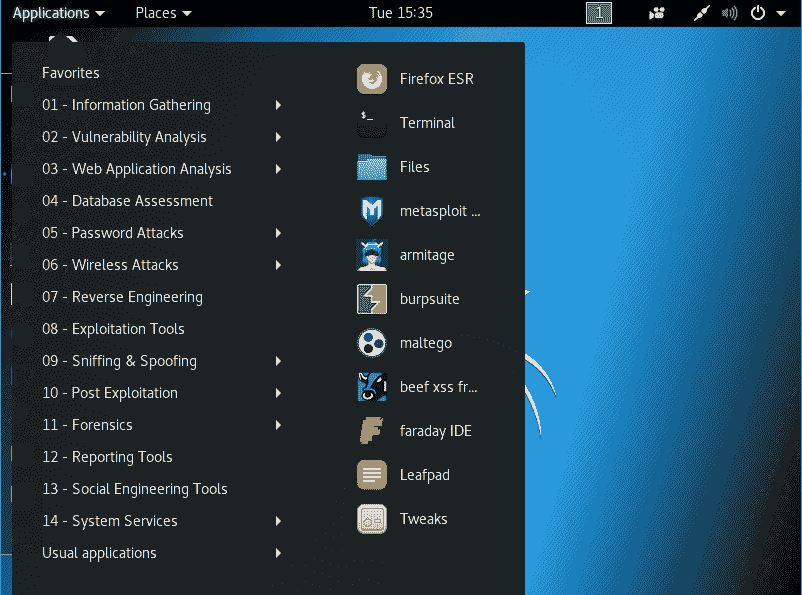 Applications Places Tue 15:35 1
Favorites
01 - Information Gathering
02 - Vulnerability Analysis
03 - Web Application Analysis
04 - Database Assessment
05 - Password Attacks
06 - Wireless Attacks
07 - Reverse Engineering
08 - Exploitation Tools
09 - Sniffing & Spoofing
10 - Post Exploitation
11 - Forensics
12 - Reporting Tools
13 - Social Engineering Tools
14 - System Services
Usual applications
Firefox ESR
$_
Terminal
Files
metasploit ...
armitage
burpsuite
maltego
beef xss fr...
faraday IDE
Leafpad
Tweaks